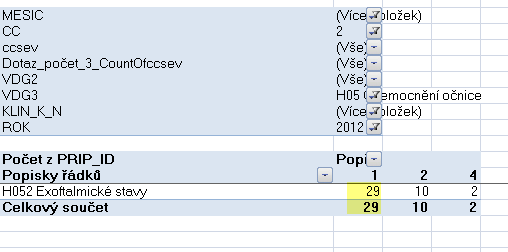 MESIC (Více položek)
CC 2
ccsev (Vše)
Dotaz_počet_3_CountOfccsev (Vše)
VDG2 (Vše)
VDG3 H05 onemocnění očnice
KLIN_K_N (Více položek)
ROK 2012
Počet z PRIP_ID
Popisky řádků 1 2 4
H052 Exoftalmické stavy 29 10 2
Celkový součet 29 10 2